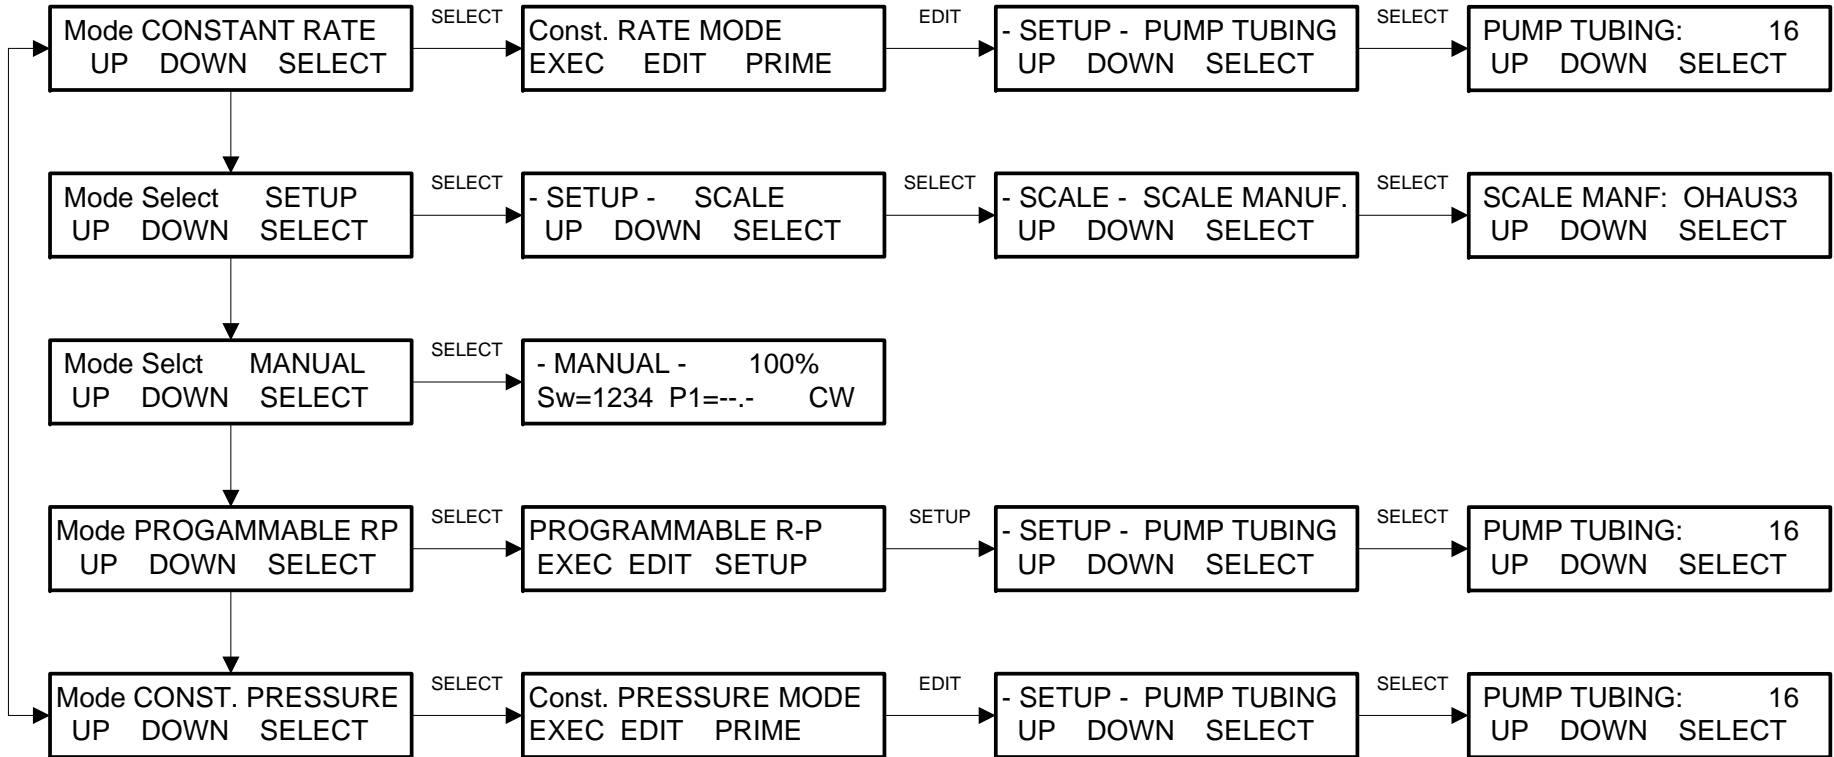 Mode CONSTANT RATE
UP DOWN SELECT
SELECT
Const. RATE MODE
EXEC EDIT PRIME
EDIT
- SETUP - PUMP TUBING
UP DOWN SELECT
SELECT
PUMP TUBING: 16
UP DOWN SELECT
Mode Select SETUP
UP DOWN SELECT
SELECT
- SETUP - SCALE
UP DOWN SELECT
SELECT
- SCALE - SCALE MANUF.
UP DOWN SELECT
SELECT
SCALE MANF: OHAUS3
UP DOWN SELECT
Mode Selct MANUAL
UP DOWN SELECT
SELECT
- MANUAL - 100%
Sw=1234 P1=--.- CW
Mode PROGAMMABLE RP
UP DOWN SELECT
SELECT
PROGRAMMABLE R-P
EXEC EDIT SETUP
SETUP
- SETUP - PUMP TUBING
UP DOWN SELECT
SELECT
PUMP TUBING: 16
UP DOWN SELECT
Mode CONST. PRESSURE
UP DOWN SELECT
SELECT
Const. PRESSURE MODE
EXEC EDIT PRIME
EDIT
- SETUP - PUMP TUBING
UP DOWN SELECT
SELECT
PUMP TUBING: 16
UP DOWN SELECT